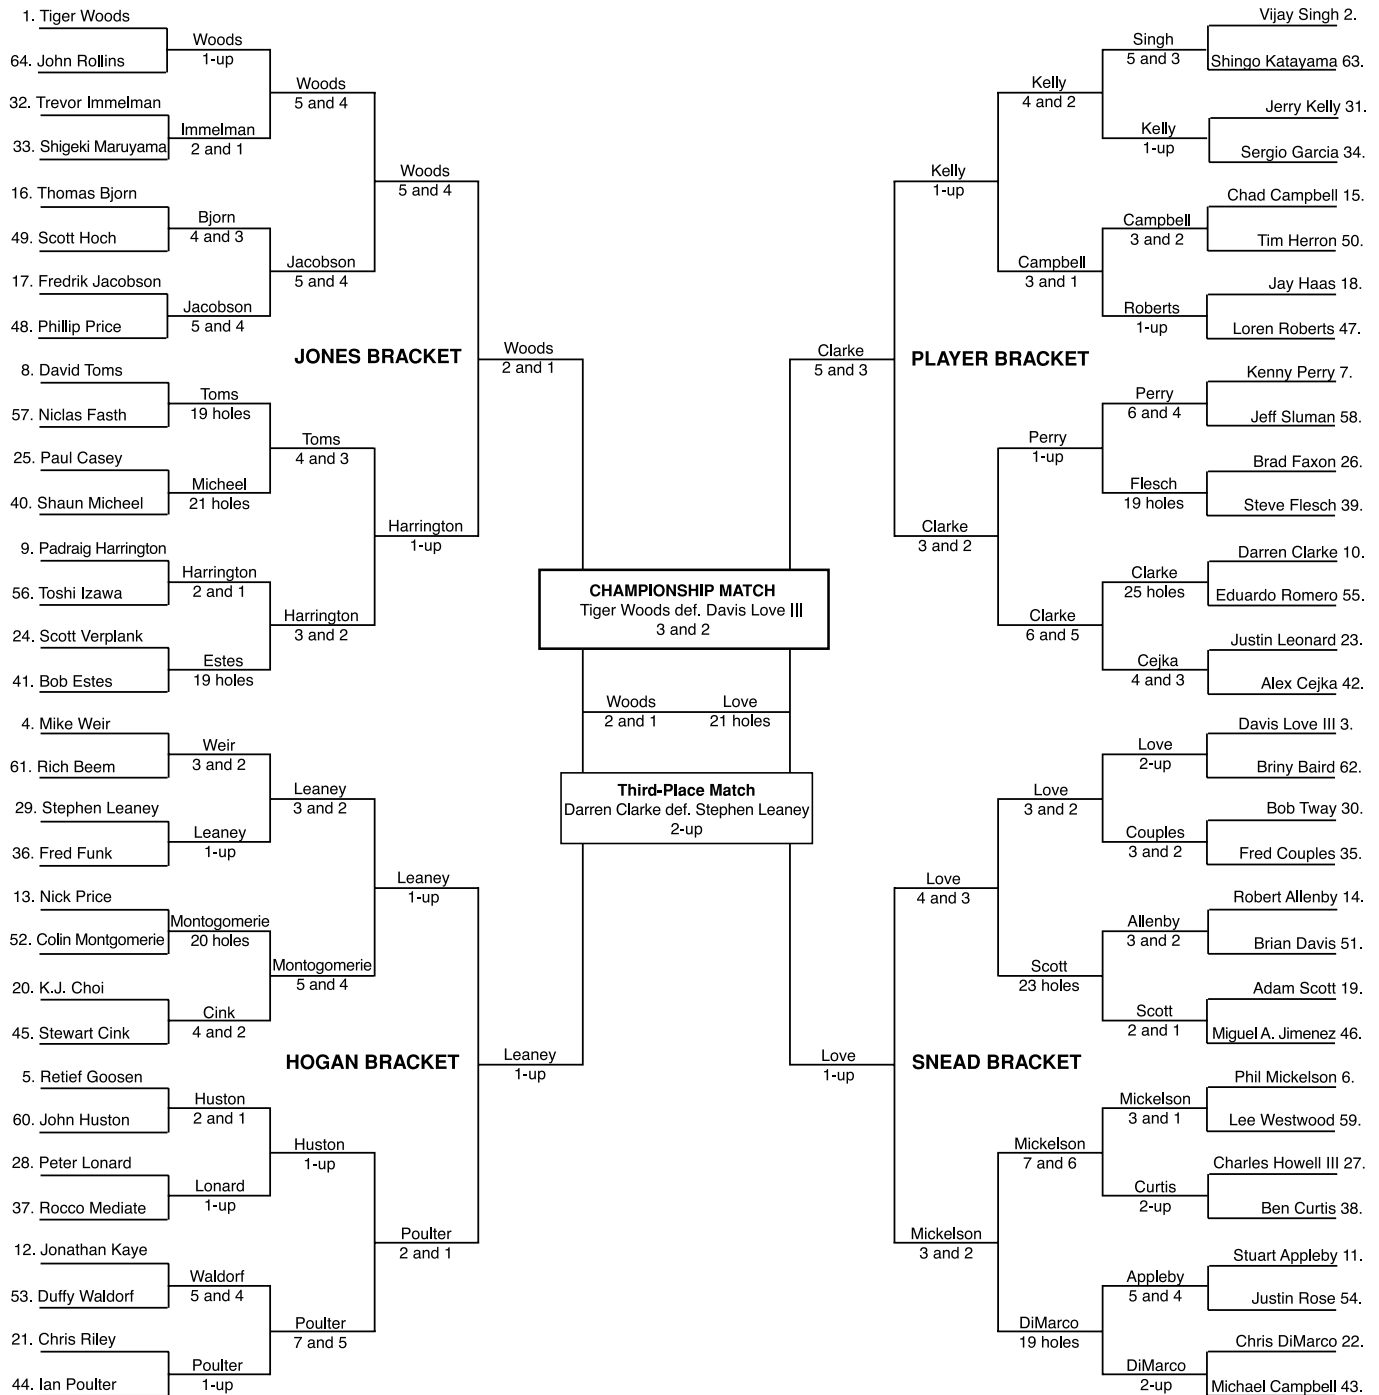 1. Tiger Woods
64. John Rollins
32. Trevor Immelman
33. Shigeki Maruyama
16. Thomas Bjorn
49. Scott Hoch
17. Fredrik Jacobson
48. Phillip Price
8. David Toms
57. Niclas Fasth
25. Paul Casey
40. Shaun Micheel
9. Padraig Harrington
56. Toshi Izawa
24. Scott Verplank
41. Bob Estes
4. Mike Weir
61. Rich Beem
29. Stephen Leaney
36. Fred Funk
13. Nick Price
52. Colin Montgomerie
20. K.J. Choi
45. Stewart Cink
5. Retief Goosen
60. John Huston
28. Peter Lonard
37. Rocco Mediate
12. Jonathan Kaye
53. Duffy Waldorf
21. Chris Riley
44. Ian Poulter
Woods
1-up
Immelman
2 and 1
Bjorn
4 and 3
Jacobson
5 and 4
Toms
19 holes
Micheel
21 holes
Harrington
2 and 1
Estes
19 holes
Weir
3 and 2
Leaney
1-up
Montogomerie
20 holes
Cink
4 and 2
Huston
2 and 1
Lonard
1-up
Waldorf
5 and 4
Poulter
1-up
Woods
5 and 4
Jacobson
5 and 4
Toms
4 and 3
Harrington
3 and 2
Leaney
3 and 2
Montogomerie
5 and 4
Huston
1-up
Poulter
7 and 5
Woods
5 and 4
Harrington
1-up
Leaney
1-up
Poulter
2 and 1
JONES BRACKET
HOGAN BRACKET
Woods
2 and 1
Leaney
1-up
CHAMPIONSHIP MATCH
Tiger Woods def. Davis Love III
3 and 2
Woods
2 and 1
Love
21 holes
Third-Place Match
Darren Clarke def. Stephen Leaney
2-up
Clarke
5 and 3
Love
1-up
PLAYER BRACKET
SNEAD BRACKET
Kelly
1-up
Clarke
3 and 2
Love
4 and 3
Mickelson
3 and 2
Kelly
4 and 2
Campbell
3 and 1
Perry
1-up
Clarke
6 and 5
Love
3 and 2
Scott
23 holes
Mickelson
7 and 6
DiMarco
19 holes
Singh
5 and 3
Kelly
1-up
Campbell
3 and 2
Roberts
1-up
Perry
6 and 4
Flesch
19 holes
Clarke
25 holes
Cejka
4 and 3
Love
2-up
Couples
3 and 2
Allenby
3 and 2
Scott
2 and 1
Mickelson
3 and 1
Curtis
2-up
Appleby
5 and 4
DiMarco
2-up
Vijay Singh 2.
Shingo Katayama 63.
Jerry Kelly 31.
Sergio Garcia 34.
Chad Campbell 15.
Tim Herron 50.
Jay Haas 18.
Loren Roberts 47.
Kenny Perry 7.
Jeff Sluman 58.
Brad Faxon 26.
Steve Flesch 39.
Darren Clarke 10.
Eduardo Romero 55.
Justin Leonard 23.
Alex Cejka 42.
Davis Love III 3.
Briny Baird 62.
Bob Tway 30.
Fred Couples 35.
Robert Allenby 14.
Brian Davis 51.
Adam Scott 19.
Miguel A. Jimenez 46.
Phil Mickelson 6.
Lee Westwood 59.
Charles Howell III 27.
Ben Curtis 38.
Stuart Appleby 11.
Justin Rose 54.
Chris DiMarco 22.
Michael Campbell 43.